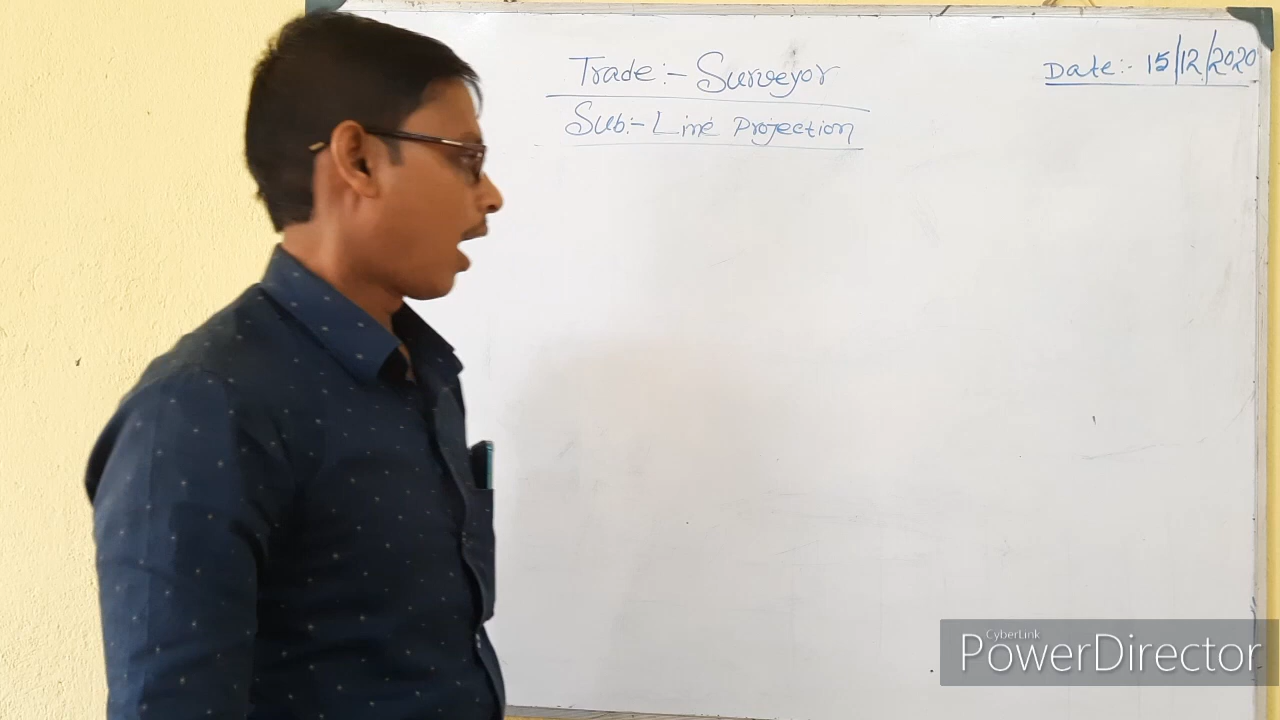 Trade:- Surveyor
Date:- 15/12/2020
Sub:- Line Projection
CyberLink
PowerDirector